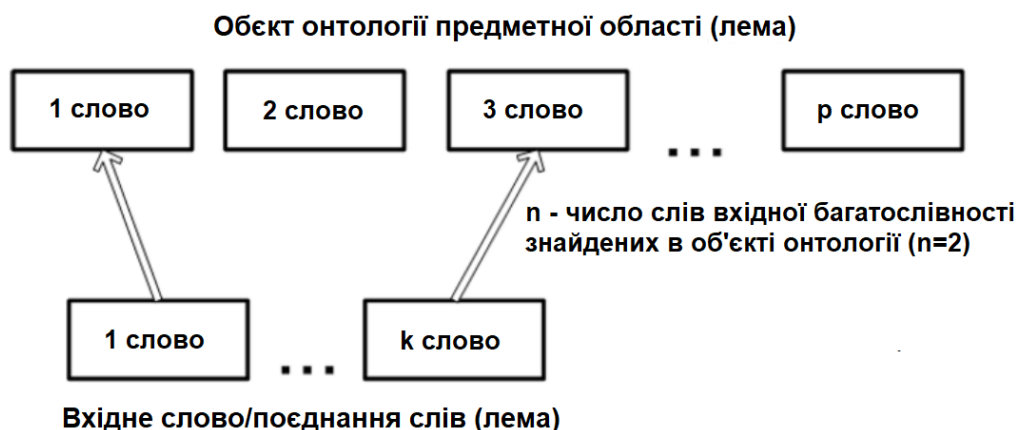 Обєкт онтології предметної області (лема)
1 слово 2 слово 3 слово ... р слово
n - число слів вхідної багатослівності
знайдених в об'єкті онтології (n=2)
1 слово ... k слово
Вхідне слово/поєднання слів (лема)